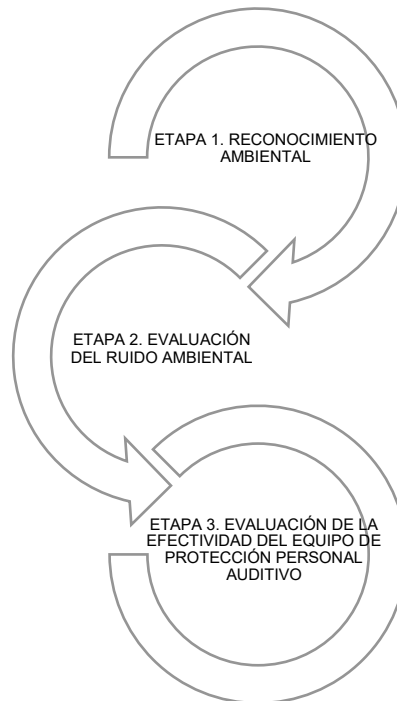 ETAPA 1. RECONOCIMIENTO
AMBIENTAL
ETAPA 2. EVALUACIÓN
DEL RUIDO AMBIENTAL
ETAPA 3. EVALUACIÓN DE LA
EFECTIVIDAD DEL EQUIPO DE
PROTECCIÓN PERSONAL
AUDITIVO